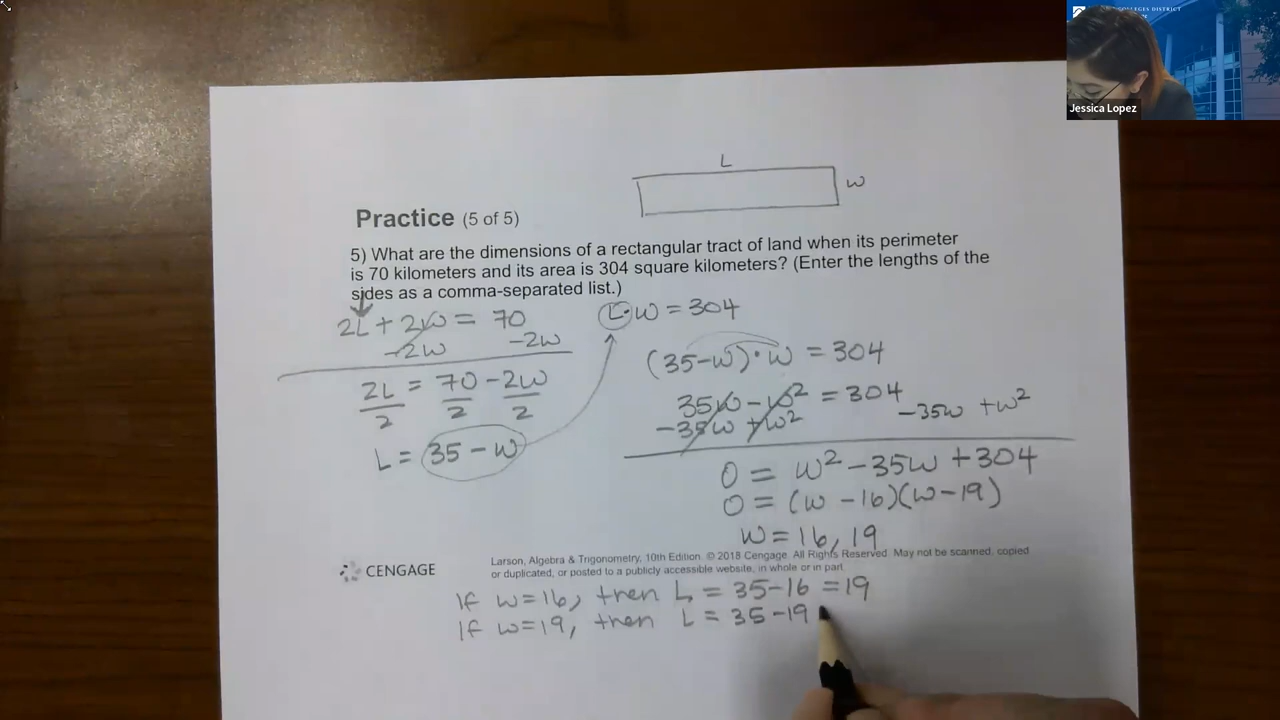 COLLEGES DISTRICT
Jessica Lopez
L
w
Practice (5 of 5)
5) What are the dimensions of a rectangular tract of land when its perimeter
is 70 kilometers and its area is 304 square kilometers? (Enter the lengths of the
sides as a comma-separated list.)
2L + 2w = 70
-2w -2w
2L = 70 - 2w
2 2 2
L = 35 - w
L·w = 304
(35-w)·w = 304
35w - w² = 304
-35w +w² -35w +w²
0 = w² - 35w + 304
0 = (w - 16)(w - 19)
w = 16, 19
CENGAGE
Larson, Algebra & Trigonometry, 10th Edition. © 2018 Cengage. All Rights Reserved. May not be scanned, copied
or duplicated, or posted to a publicly accessible website, in whole or in part.
If w=16, then L = 35-16 = 19
If w=19, then L = 35-19